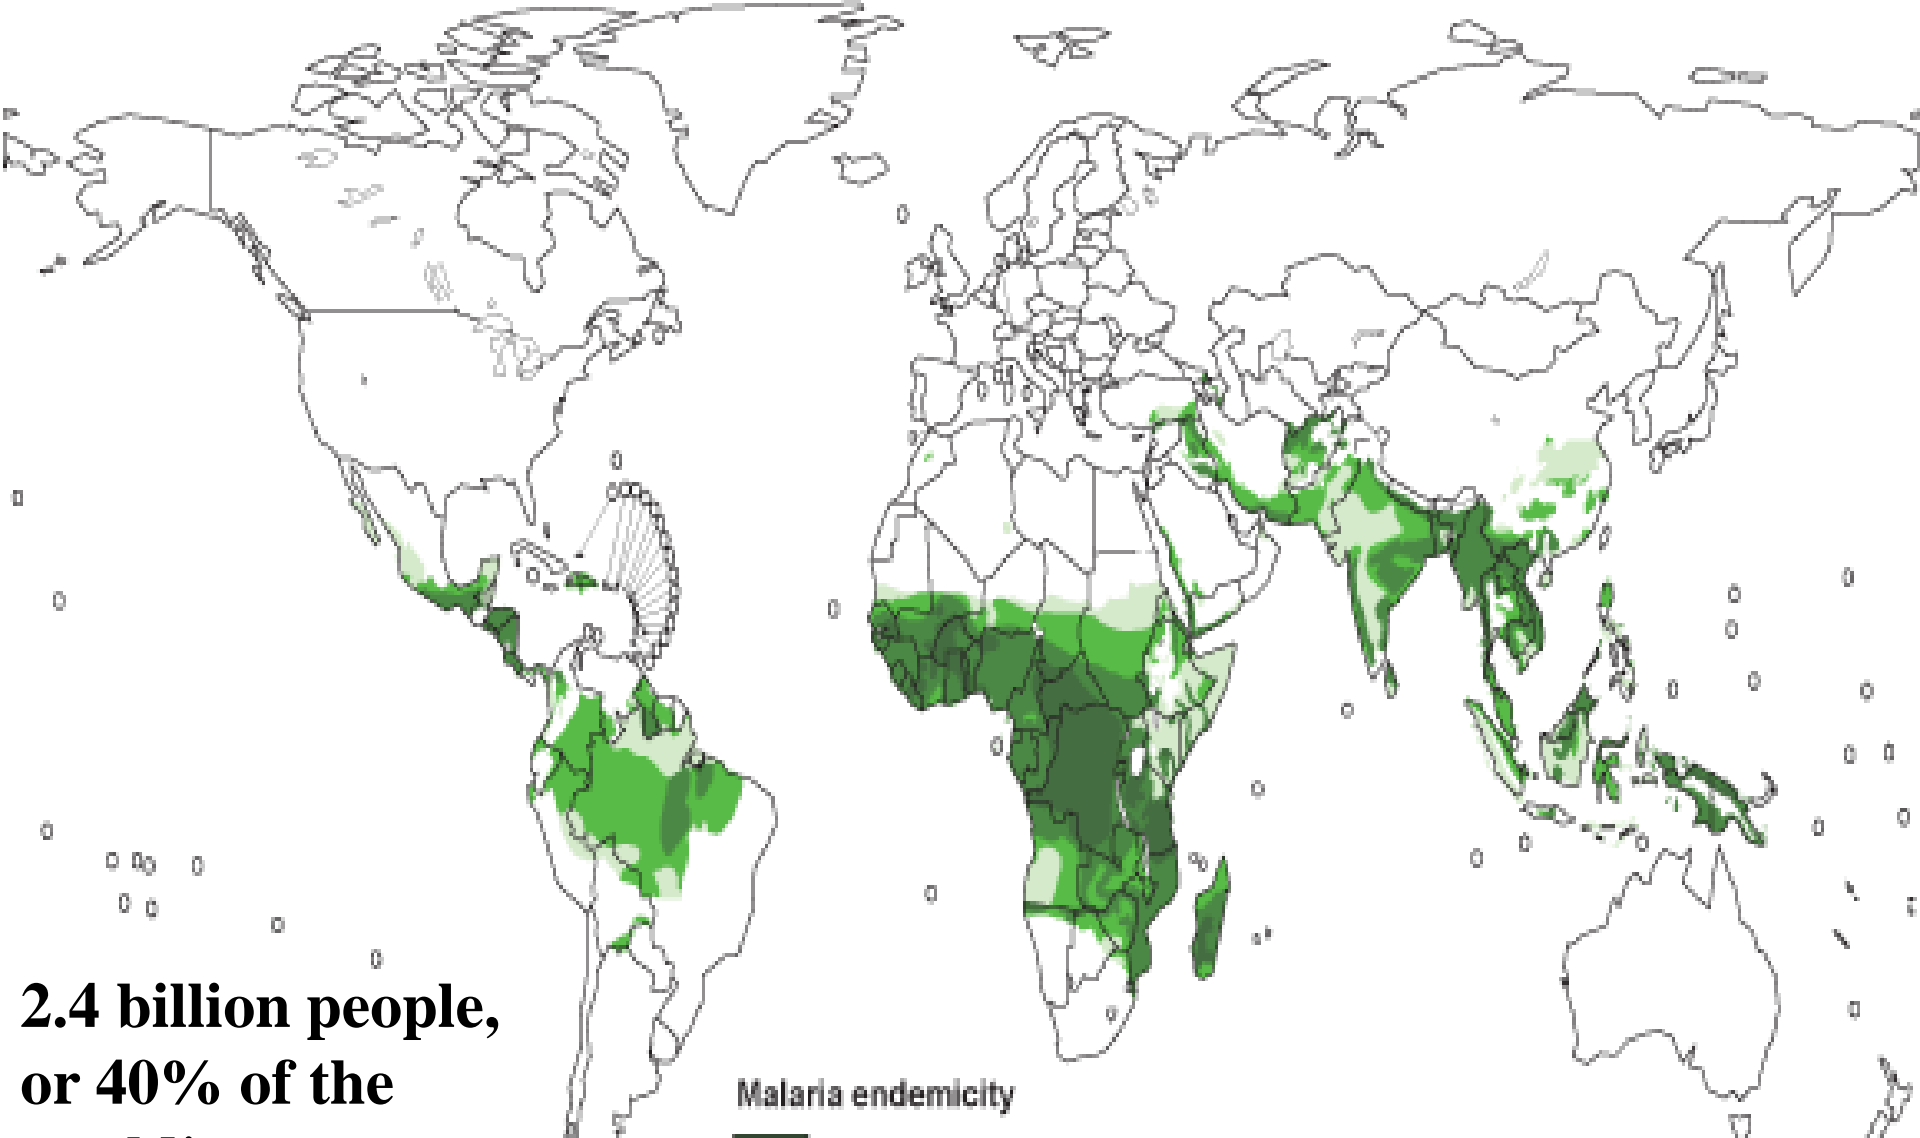 2.4 billion people,
or 40% of the
Malaria endemicity